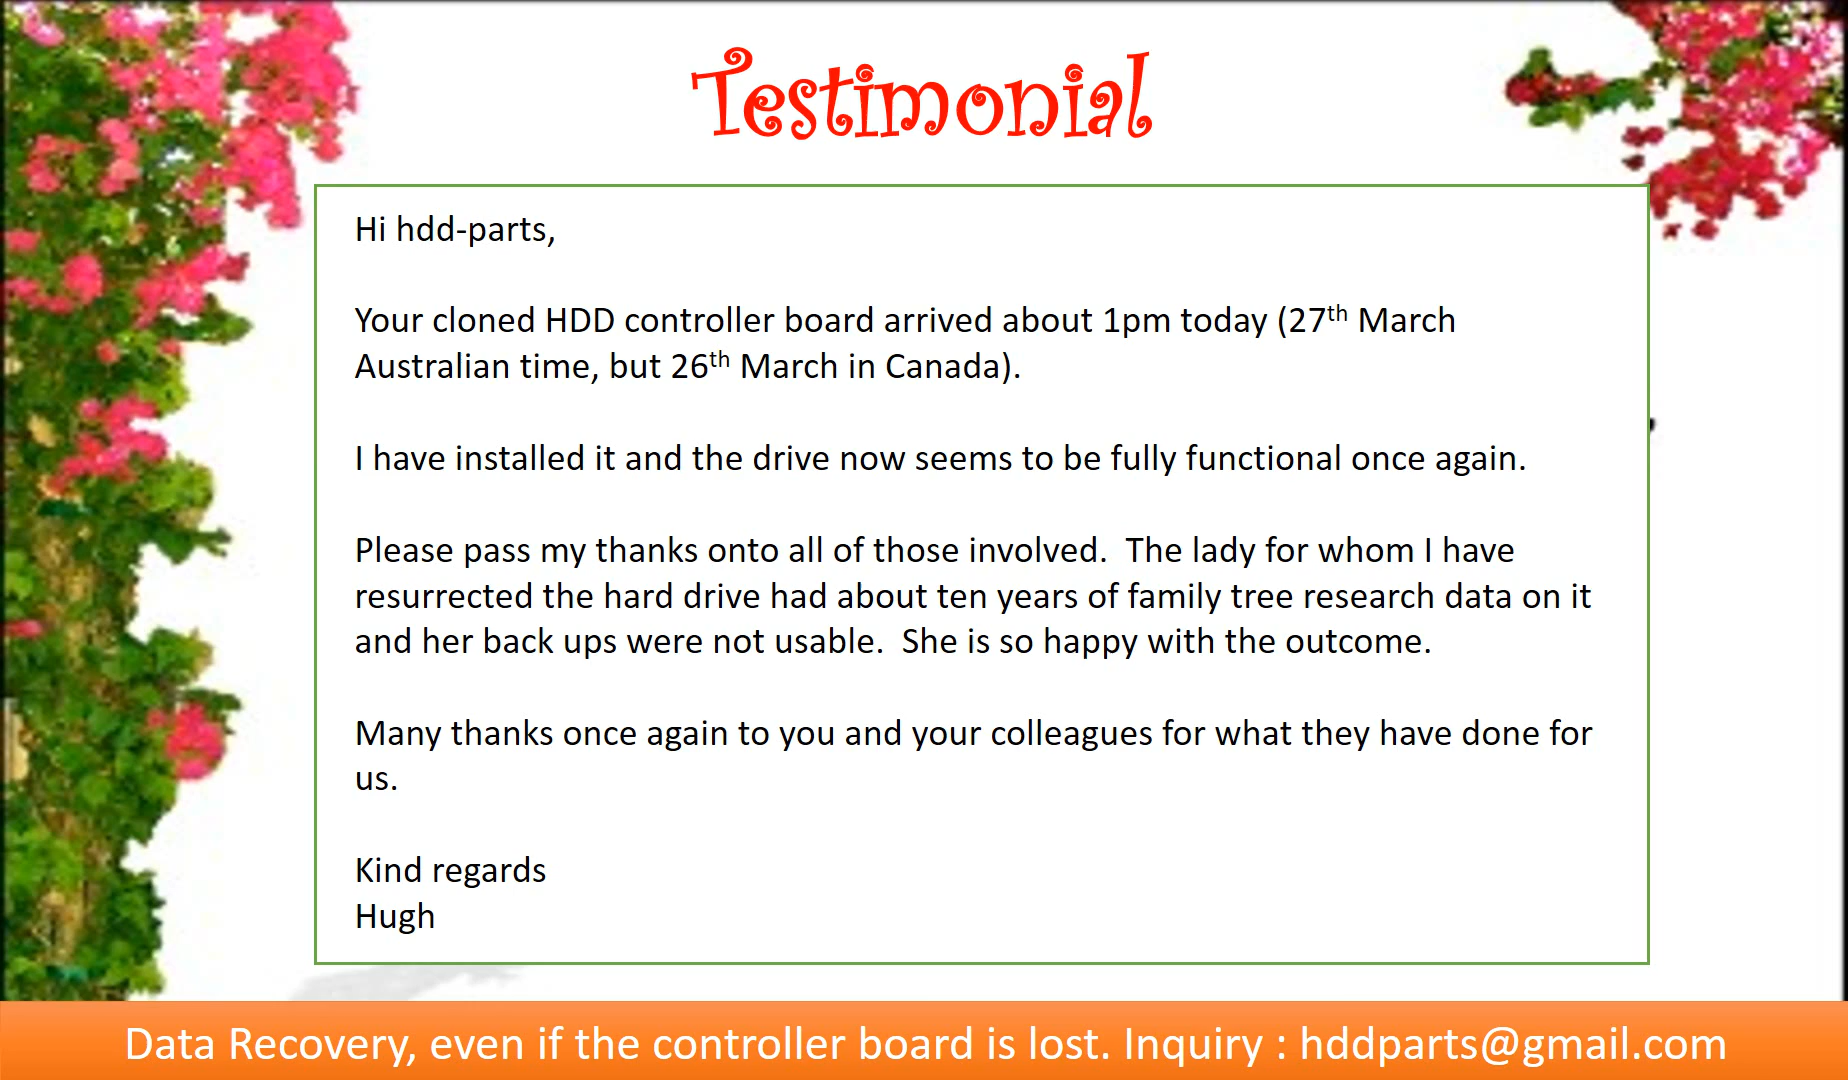 Testimonial
Hi hdd-parts,
Your cloned HDD controller board arrived about 1pm today (27th March
Australian time, but 26th March in Canada).
I have installed it and the drive now seems to be fully functional once again.
Please pass my thanks onto all of those involved.  The lady for whom I have
resurrected the hard drive had about ten years of family tree research data on it
and her back ups were not usable.  She is so happy with the outcome.
Many thanks once again to you and your colleagues for what they have done for
us.
Kind regards
Hugh
Data Recovery, even if the controller board is lost. Inquiry : hddparts@gmail.com